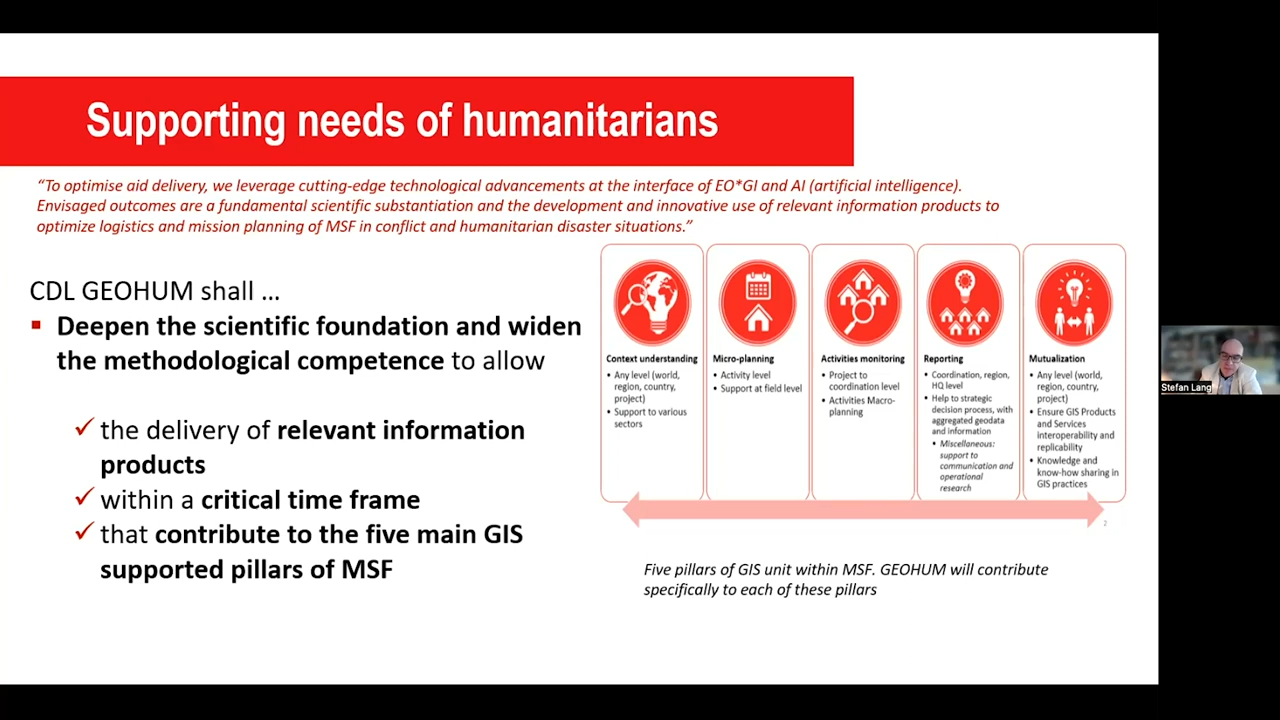 Supporting needs of humanitarians
“To optimise aid delivery, we leverage cutting-edge technological advancements at the interface of EO*GI and AI (artificial intelligence).
Envisaged outcomes are a fundamental scientific substantiation and the development and innovative use of relevant information products to
optimize logistics and mission planning of MSF in conflict and humanitarian disaster situations.”
CDL GEOHUM shall …
▪ Deepen the scientific foundation and widen
the methodological competence to allow
✓ the delivery of relevant information
products
✓ within a critical time frame
✓ that contribute to the five main GIS
supported pillars of MSF
Context understanding
• Any level (world,
region, country,
project)
• Support to various
sectors
Micro-planning
• Activity level
• Support at field level
Activities monitoring
• Project to
coordination level
• Activities Macro-
planning
Reporting
• Coordination, region,
HQ level
• Help to strategic
decision process, with
aggregated geodata
and information
• Miscellaneous:
support to
communication and
operational
research
Mutualization
• Any level (world,
region, country,
project)
• Ensure GIS Products
and Services
interoperability and
replicability
• Knowledge and
know-how sharing in
GIS practices
2
Five pillars of GIS unit within MSF. GEOHUM will contribute
specifically to each of these pillars
Stefan Lang